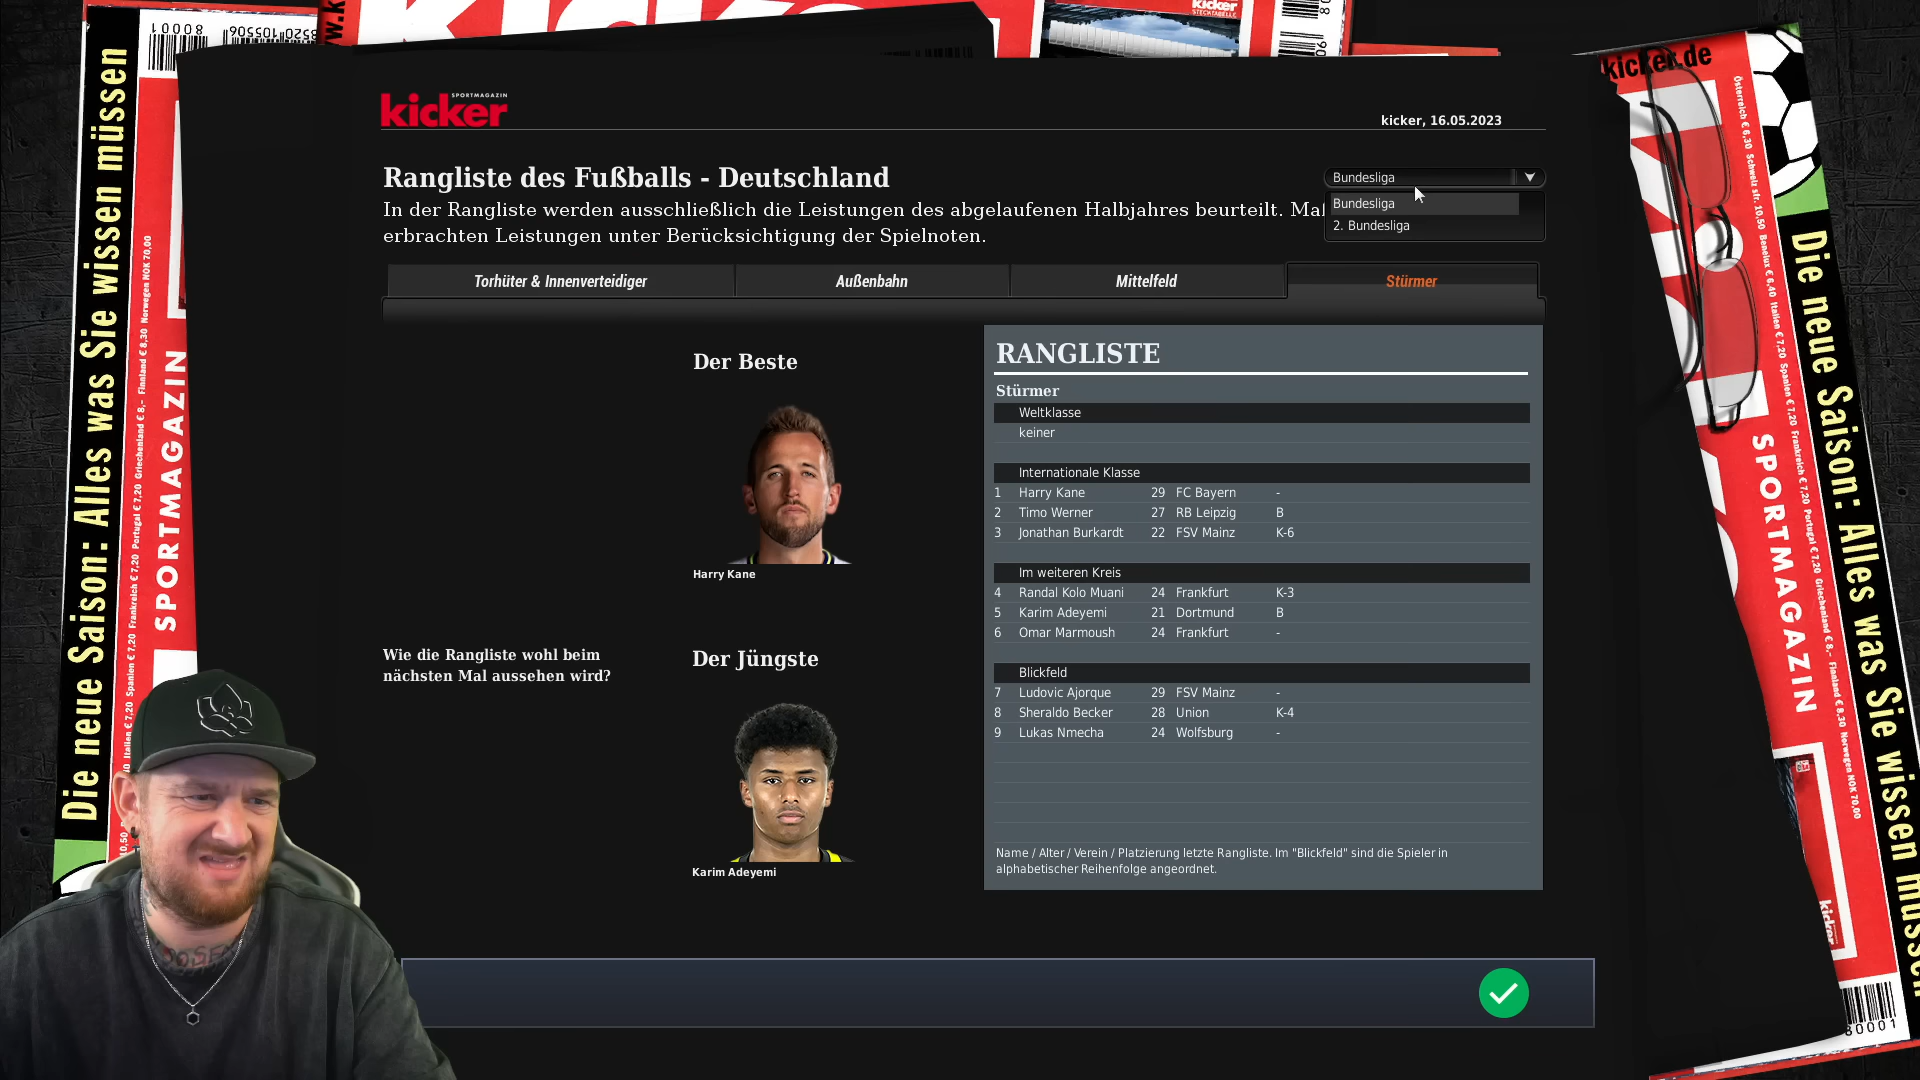 kicker
SPORTMAGAZIN
kicker, 16.05.2023
Rangliste des Fußballs - Deutschland
In der Rangliste werden ausschließlich die Leistungen des abgelaufenen Halbjahres beurteilt.
erbrachten Leistungen unter Berücksichtigung der Spielnoten.
Bundesliga
Bundesliga
2. Bundesliga
Torhüter & Innenverteidiger
Außenbahn
Mittelfeld
Stürmer
Der Beste
Harry Kane
Wie die Rangliste wohl beim
nächsten Mal aussehen wird?
Der Jüngste
Karim Adeyemi
RANGLISTE
Stürmer
Weltklasse
keiner
Internationale Klasse
1 Harry Kane 29 FC Bayern -
2 Timo Werner 27 RB Leipzig B
3 Jonathan Burkardt 22 FSV Mainz K-6
Im weiteren Kreis
4 Randal Kolo Muani 24 Frankfurt K-3
5 Karim Adeyemi 21 Dortmund B
6 Omar Marmoush 24 Frankfurt -
Blickfeld
7 Ludovic Ajorque 29 FSV Mainz -
8 Sheraldo Becker 28 Union K-4
9 Lukas Nmecha 24 Wolfsburg -
Name / Alter / Verein / Platzierung letzte Rangliste. Im "Blickfeld" sind die Spieler in
alphabetischer Reihenfolge angeordnet.
Die neue Saison: Alles was Sie wissen müssen
SPORTMAGAZIN
kicker.de
SPORTMAGAZIN
Die neue Saison: Alles was Sie wissen müssen
kicker